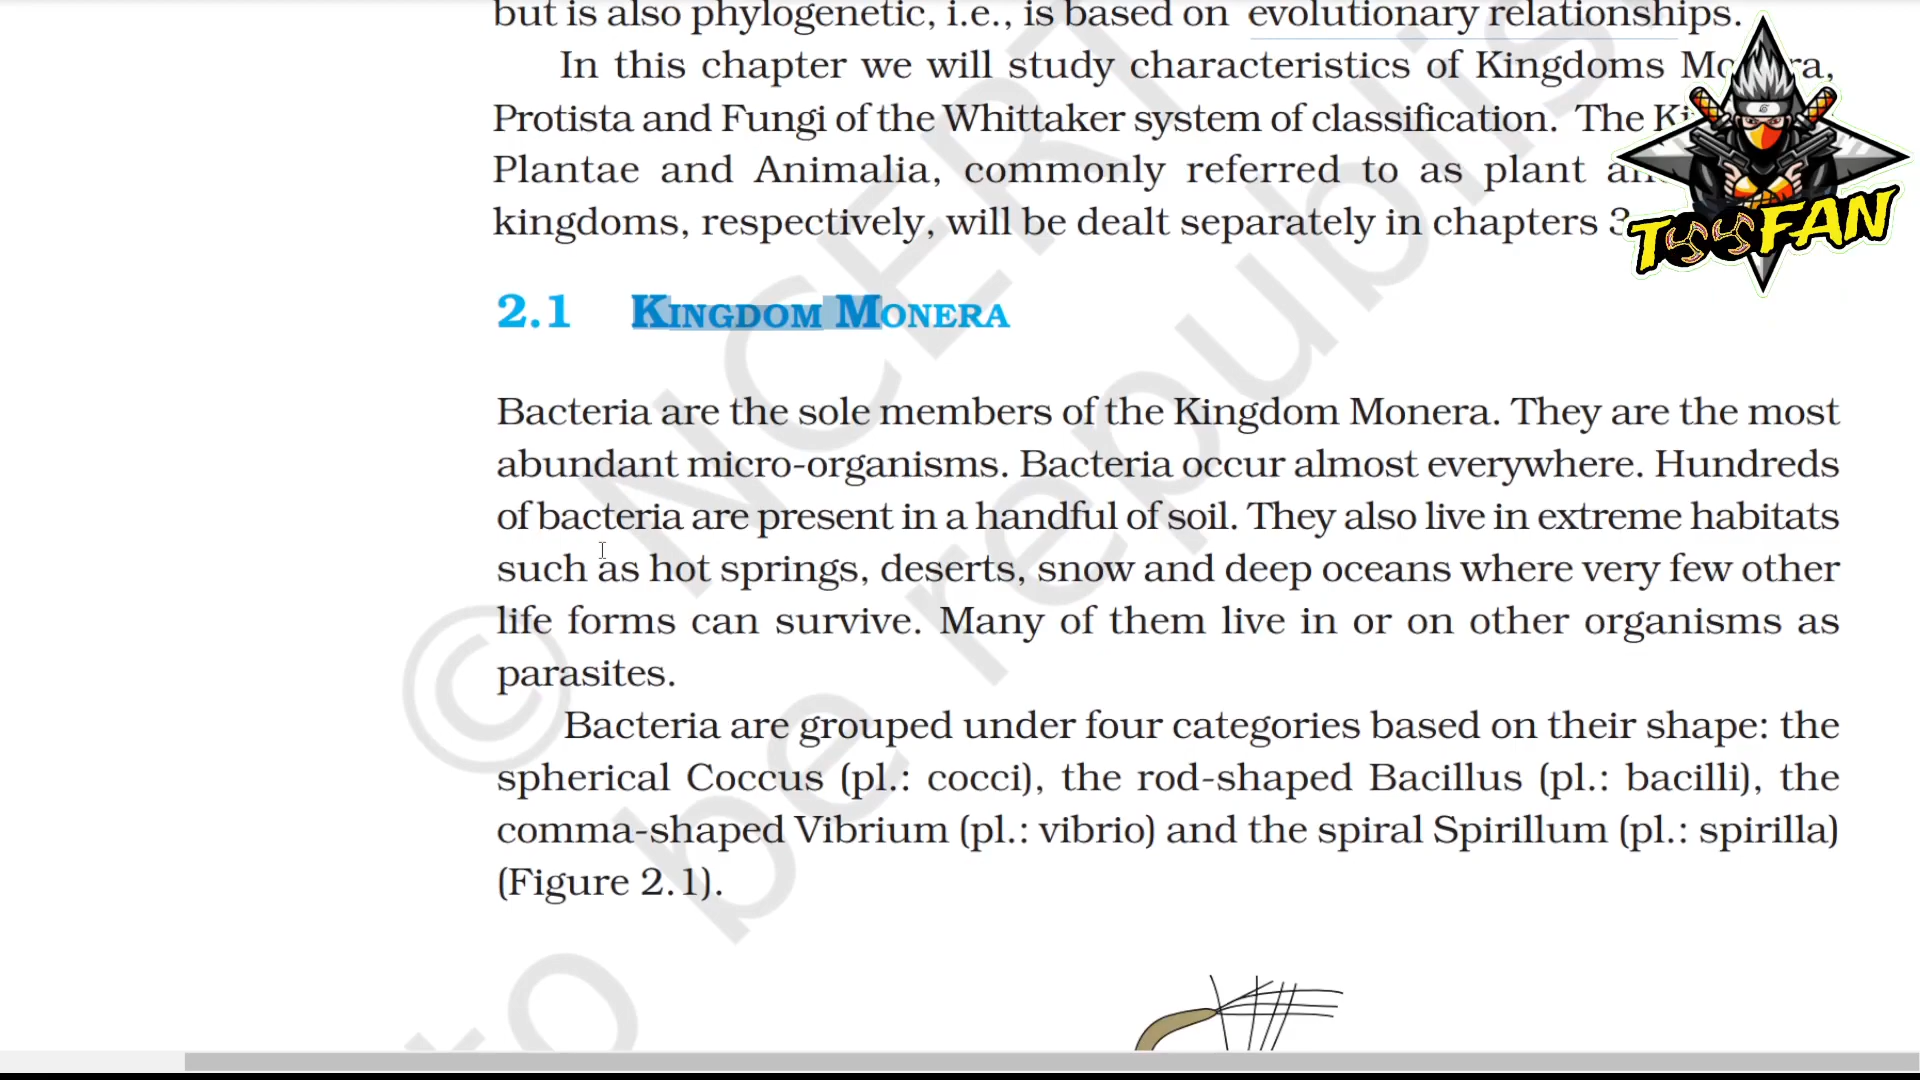 but is also phylogenetic, i.e., is based on evolutionary relationships.
In this chapter we will study characteristics of Kingdoms
Protista and Fungi of the Whittaker system of classification. The
Plantae and Animalia, commonly referred to as plant
kingdoms, respectively, will be dealt separately in chapters 3
TOOFAN
2.1 KINGDOM MONERA
Bacteria are the sole members of the Kingdom Monera. They are the most
abundant micro-organisms. Bacteria occur almost everywhere. Hundreds
of bacteria are present in a handful of soil. They also live in extreme habitats
such as hot springs, deserts, snow and deep oceans where very few other
life forms can survive. Many of them live in or on other organisms as
parasites.
Bacteria are grouped under four categories based on their shape: the
spherical Coccus (pl.: cocci), the rod-shaped Bacillus (pl.: bacilli), the
comma-shaped Vibrium (pl.: vibrio) and the spiral Spirillum (pl.: spirilla)
(Figure 2.1).
© NCERT
to be republis